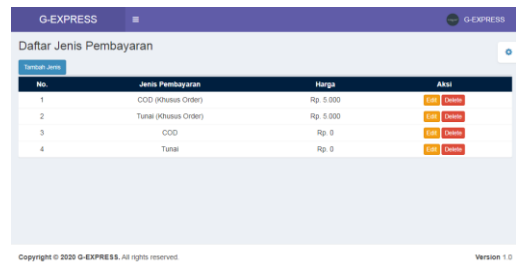 G-EXPRESS G-EXPRESS
Daftar Jenis Pembayaran
Tambah Jenis
No. Jenis Pembayaran Harga Aksi
1 COD (Khusus Order) Rp. 5.000 Edit Delete
2 Tunai (Khusus Order) Rp. 5.000 Edit Delete
3 COD Rp. 0 Edit Delete
4 Tunai Rp. 0 Edit Delete
Copyright © 2020 G-EXPRESS. All rights reserved. Version 1.0